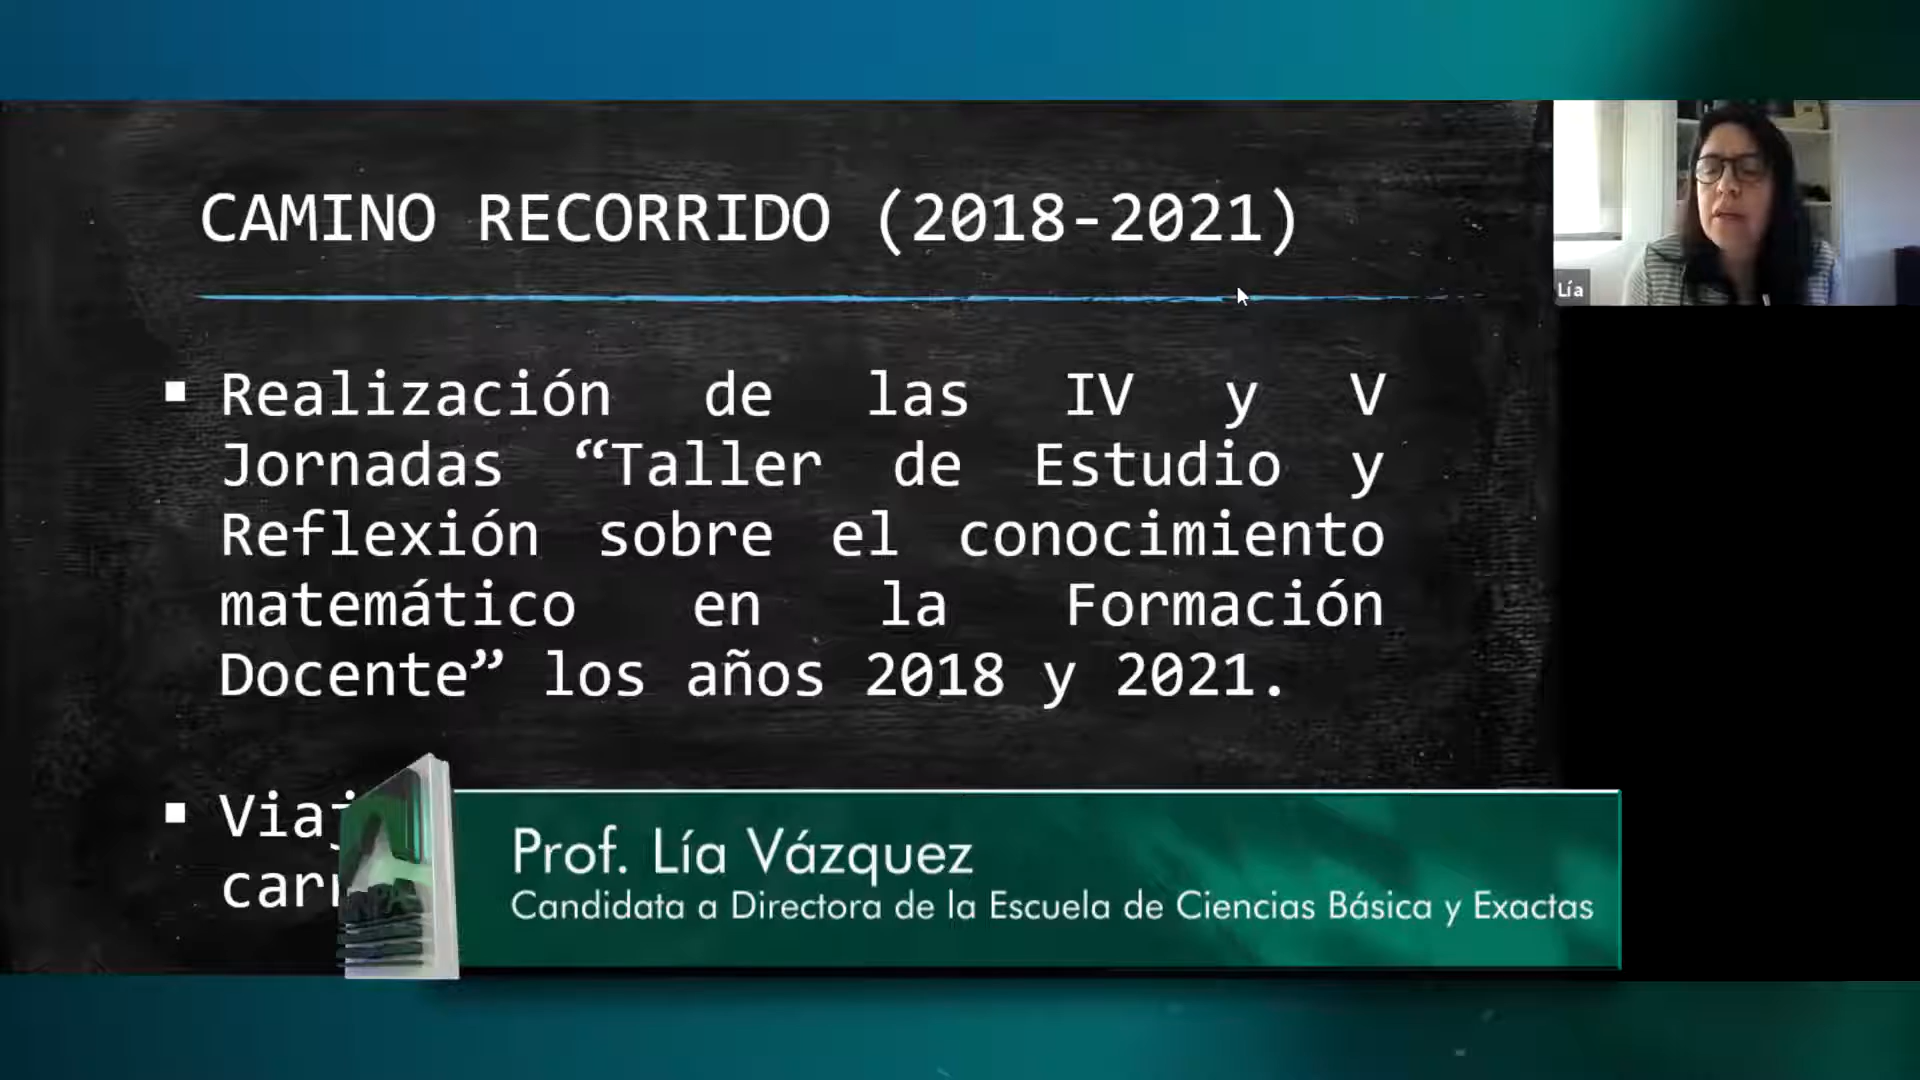 CAMINO RECORRIDO (2018-2021)
Lía
▪ Realización de las IV y V
Jornadas “Taller de Estudio y
Reflexión sobre el conocimiento
matemático en la Formación
Docente” los años 2018 y 2021.
Prof. Lía Vázquez
Candidata a Directora de la Escuela de Ciencias Básica y Exactas